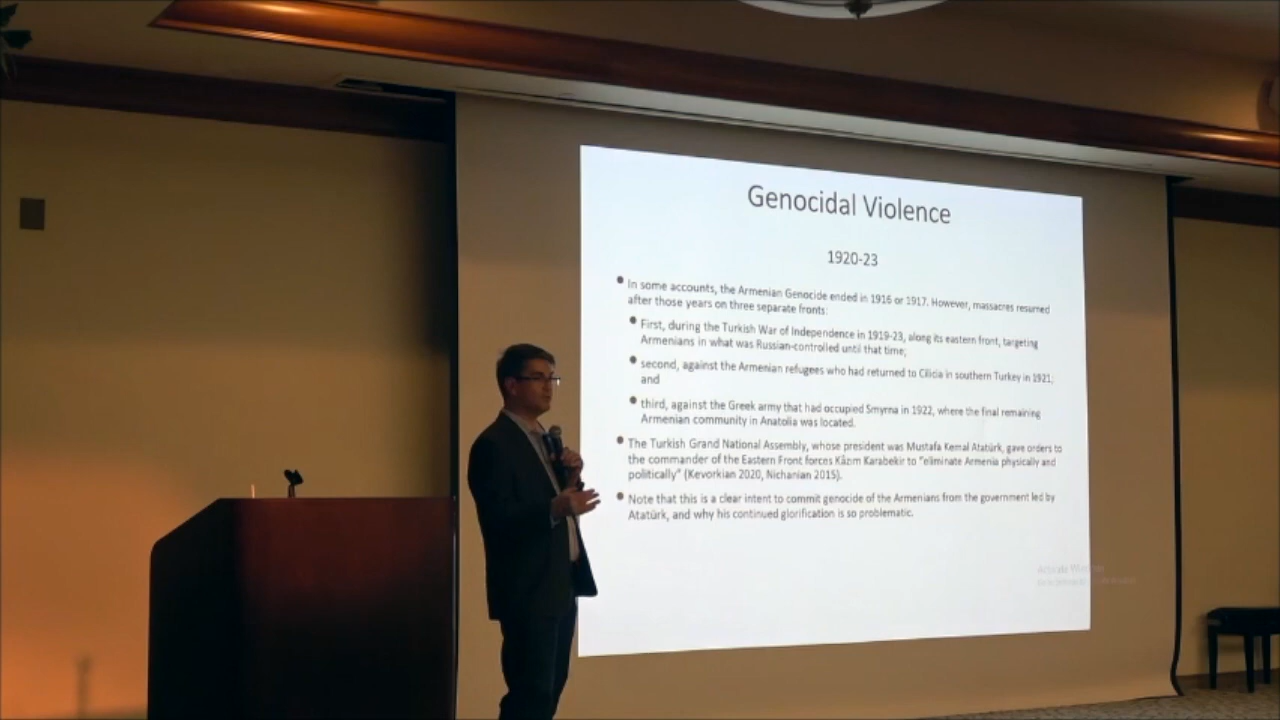 Genocidal Violence
1920-23
• In some accounts, the Armenian Genocide ended in 1916 or 1917. However, massacres resumed
after those years on three separate fronts:
• First, during the Turkish War of Independence in 1919-23, along its eastern front, targeting
Armenians in what was Russian-controlled until that time;
• second, against the Armenian refugees who had returned to Cilicia in southern Turkey in 1921;
and
• third, against the Greek army that had occupied Smyrna in 1922, where the final remaining
Armenian community in Anatolia was located.
• The Turkish Grand National Assembly, whose president was Mustafa Kemal Atatürk, gave orders to
the commander of the Eastern Front forces Kâzım Karabekir to "eliminate Armenia physically and
politically" (Kevorkian 2020, Nichanian 2015).
• Note that this is a clear intent to commit genocide of the Armenians from the government led by
Atatürk, and why his continued glorification is so problematic.